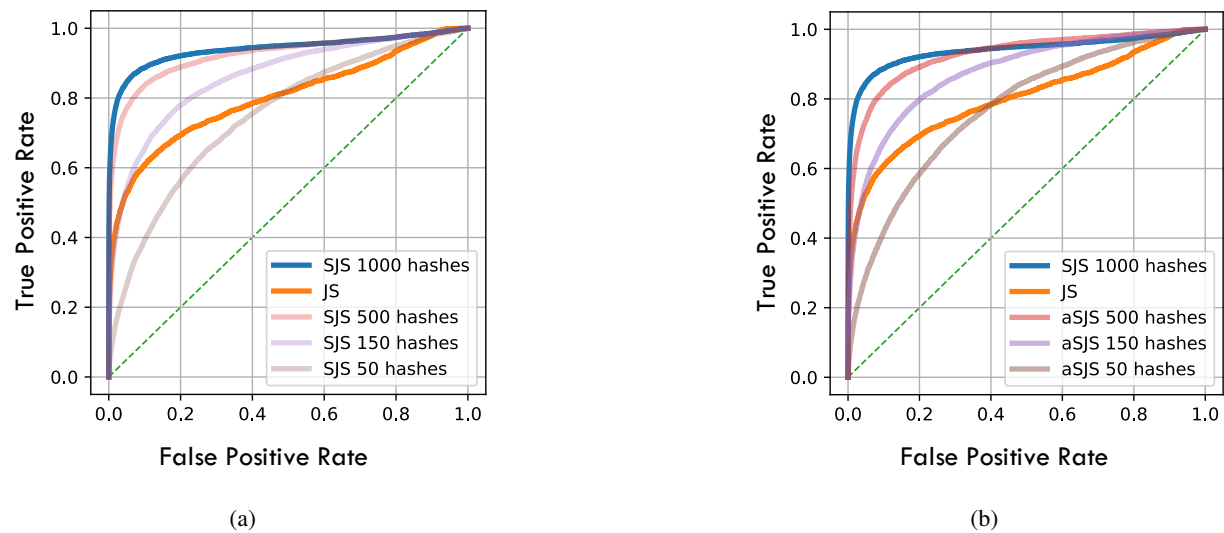 True Positive Rate
1.0
0.8
0.6
0.4
0.2
0.0
SJS 1000 hashes
JS
SJS 500 hashes
SJS 150 hashes
SJS 50 hashes
0.0 0.2 0.4 0.6 0.8 1.0
False Positive Rate
(a)
True Positive Rate
1.0
0.8
0.6
0.4
0.2
0.0
SJS 1000 hashes
JS
aSJS 500 hashes
aSJS 150 hashes
aSJS 50 hashes
0.0 0.2 0.4 0.6 0.8 1.0
False Positive Rate
(b)